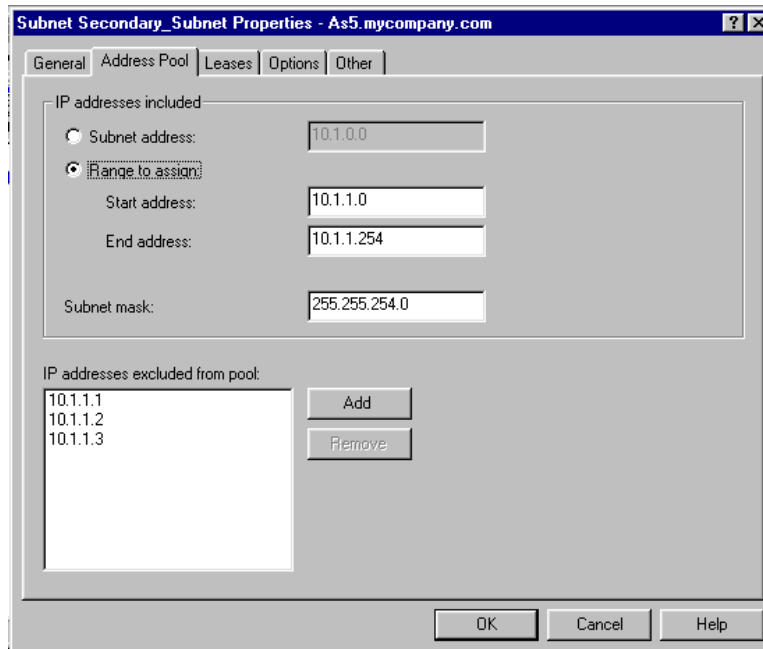 Subnet Secondary_Subnet Properties - As5.mycompany.com
General Address Pool Leases Options Other
IP addresses included
Subnet address: 10.1.0.0
Range to assign:
Start address: 10.1.1.0
End address: 10.1.1.254
Subnet mask: 255.255.254.0
IP addresses excluded from pool:
10.1.1.1
10.1.1.2
10.1.1.3
Add
Remove
OK Cancel Help